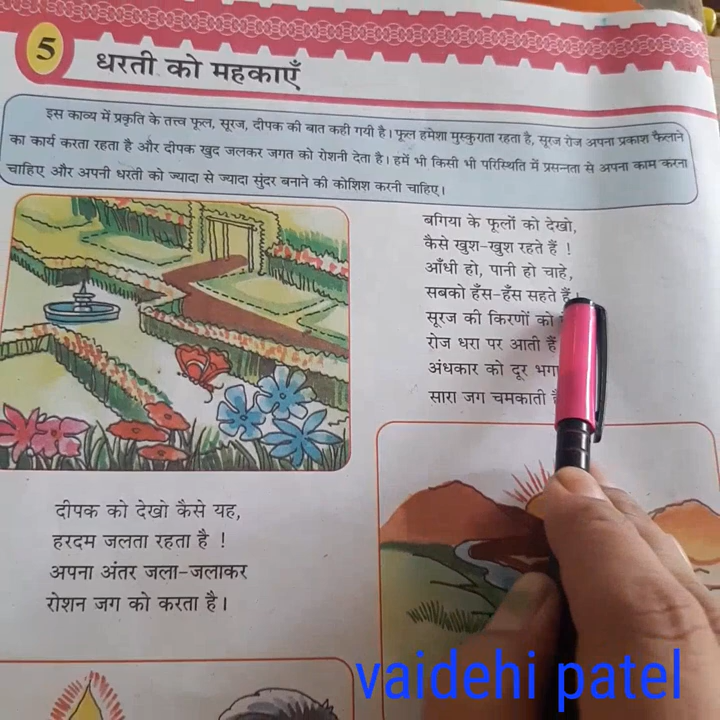 5
धरती को महकाएँ
इस काव्य में प्रकृति के तत्त्व फूल, सूरज, दीपक की बात कही गयी है। फूल हमेशा मुस्कुराता रहता है, सूरज रोज अपना प्रकाश फैलाने
का कार्य करता रहता है और दीपक खुद जलकर जगत को रोशनी देता है। हमें भी किसी भी परिस्थिति में प्रसन्नता से अपना काम करना
चाहिए और अपनी धरती को ज्यादा से ज्यादा सुंदर बनाने की कोशिश करनी चाहिए।
बगिया के फूलों को देखो,
कैसे खुश-खुश रहते हैं !
आँधी हो, पानी हो चाहे,
सबको हँस-हँस सहते हैं।
सूरज की किरणों को
रोज धरा पर आती हैं
अंधकार को दूर
सारा जग चमकाती
दीपक को देखो कैसे यह,
हरदम जलता रहता है !
अपना अंतर जला-जलाकर
रोशन जग को करता है।
vaidehi patel